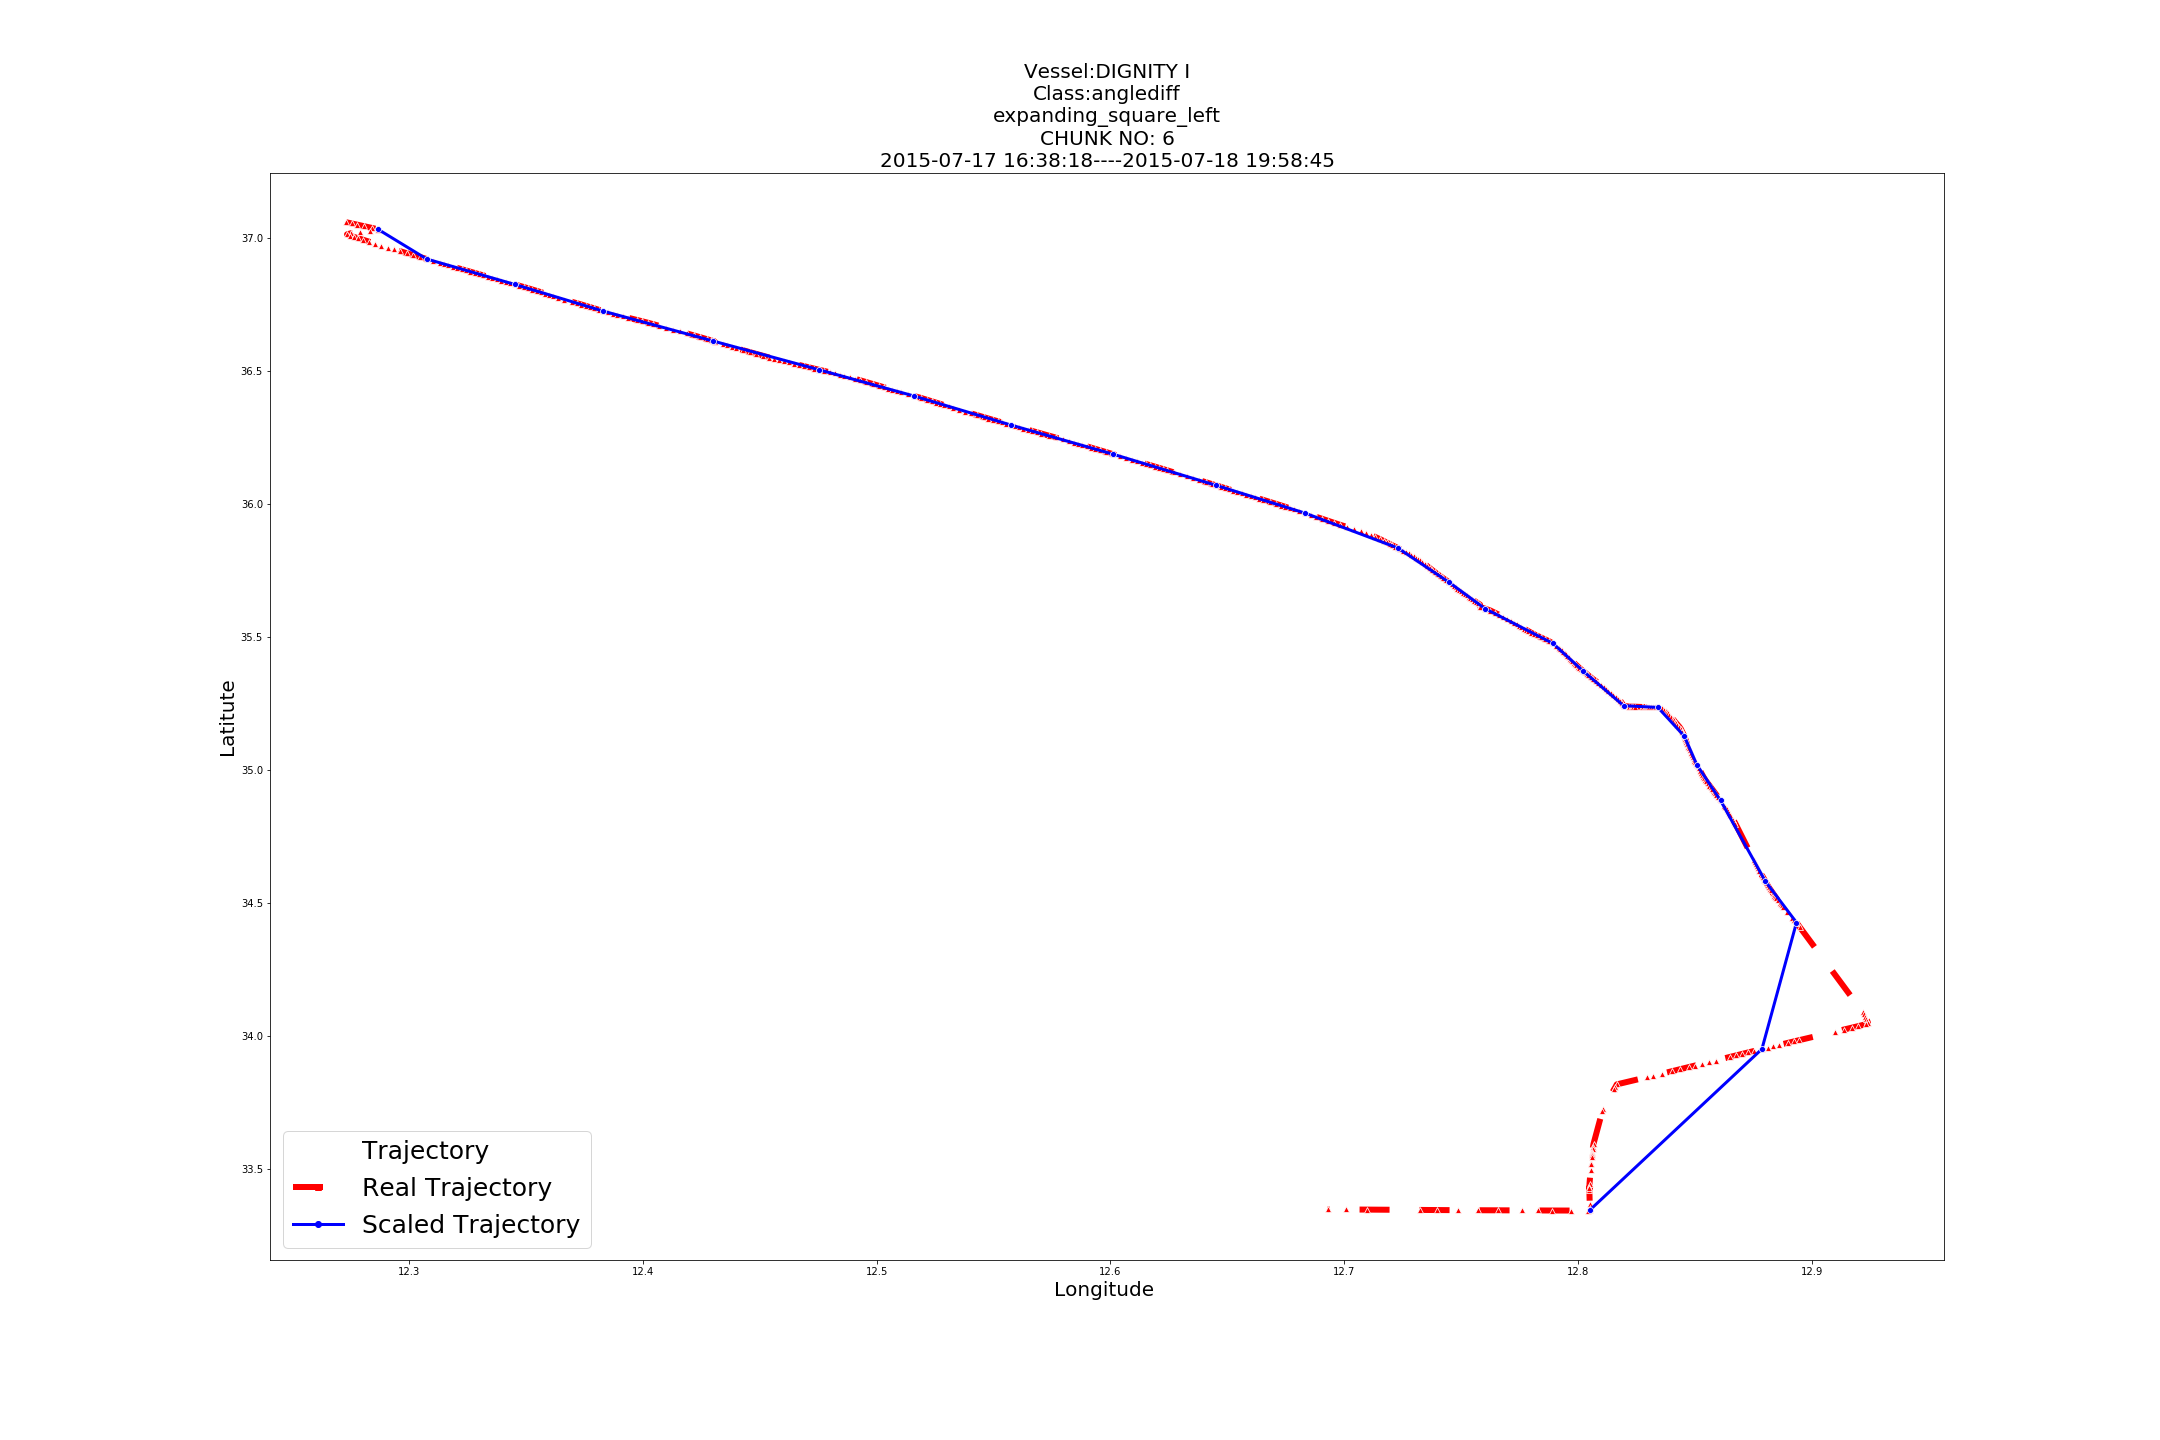 Vessel:DIGNITY I
Class:anglediff
expanding_square_left
CHUNK NO: 6
2015-07-17 16:38:18----2015-07-18 19:58:45
37.0
36.5
36.0
35.5
35.0
34.5
34.0
33.5
Latitute
Trajectory
Real Trajectory
Scaled Trajectory
12.3 12.4 12.5 12.6 12.7 12.8 12.9
Longitude